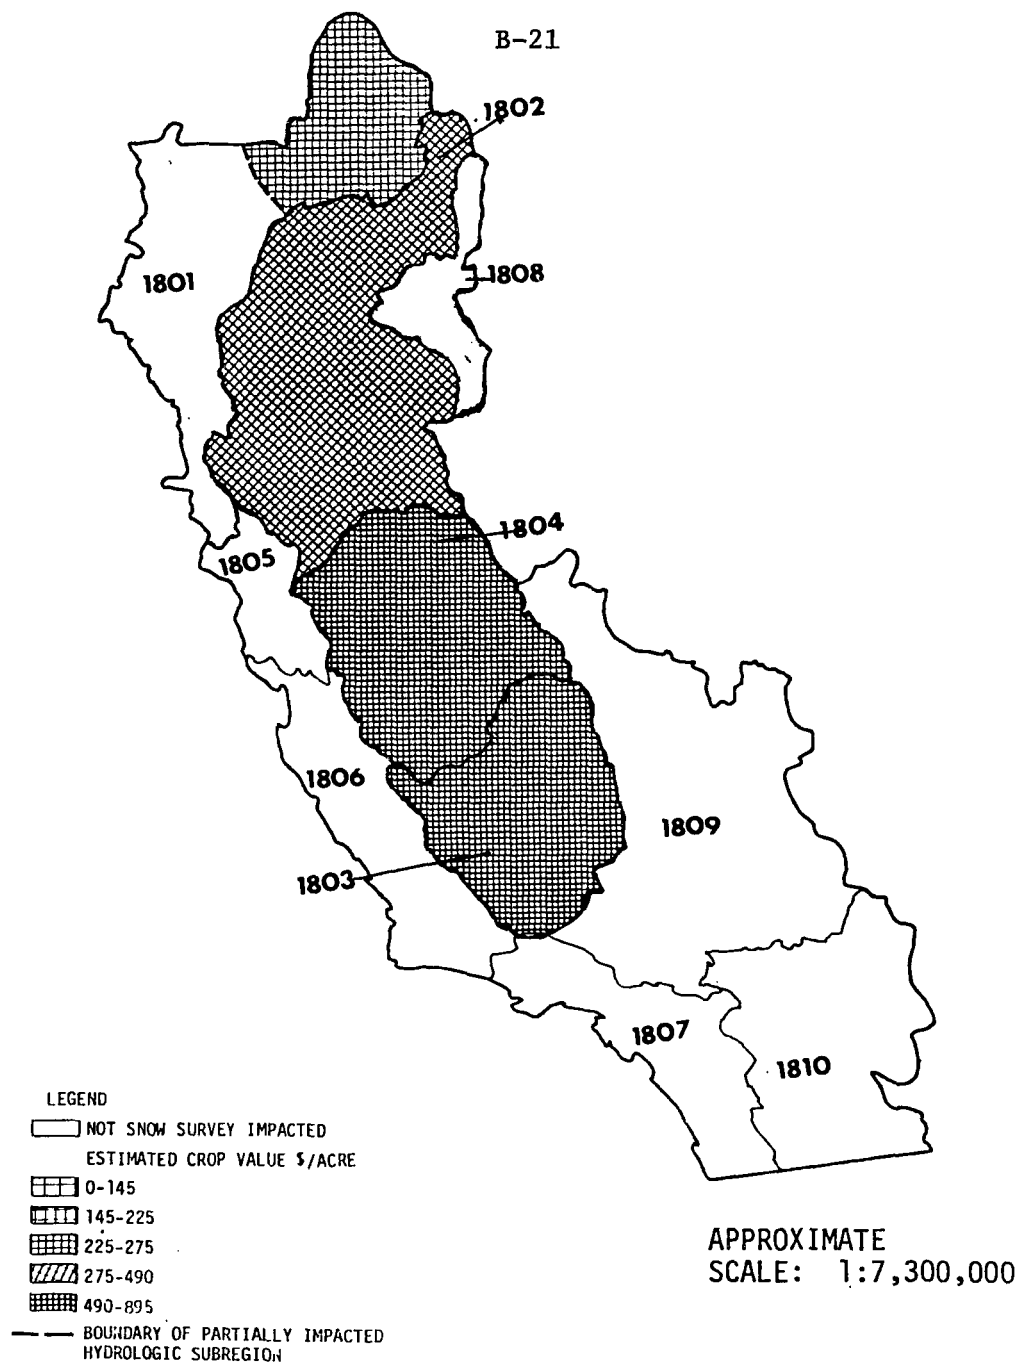 B-21
1802
1801
1808
1804
1805
1806
1809
1803
1807
1810
LEGEND
NOT SNOW SURVEY IMPACTED
ESTIMATED CROP VALUE $/ACRE
0-145
145-225
225-275
275-490
490-895
BOUNDARY OF PARTIALLY IMPACTED
HYDROLOGIC SUBREGION
APPROXIMATE
SCALE: 1:7,300,000